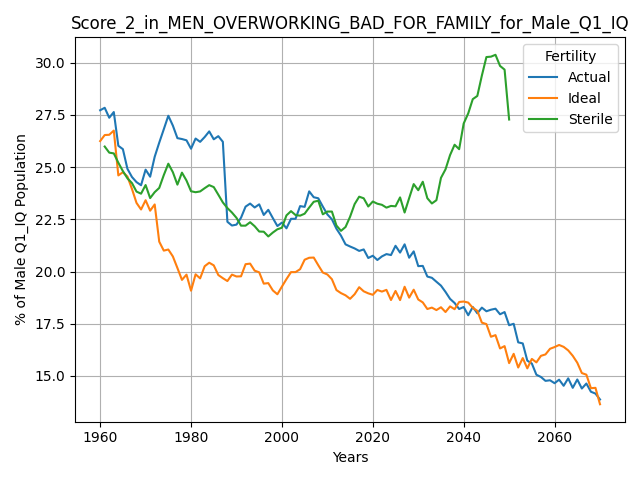 Score_2_in_MEN_OVERWORKING_BAD_FOR_FAMILY_for_Male_Q1_IQ
Fertility
Actual
Ideal
Sterile
% of Male Q1_IQ Population
30.0
27.5
25.0
22.5
20.0
17.5
15.0
1960
1980
2000
2020
2040
2060
Years